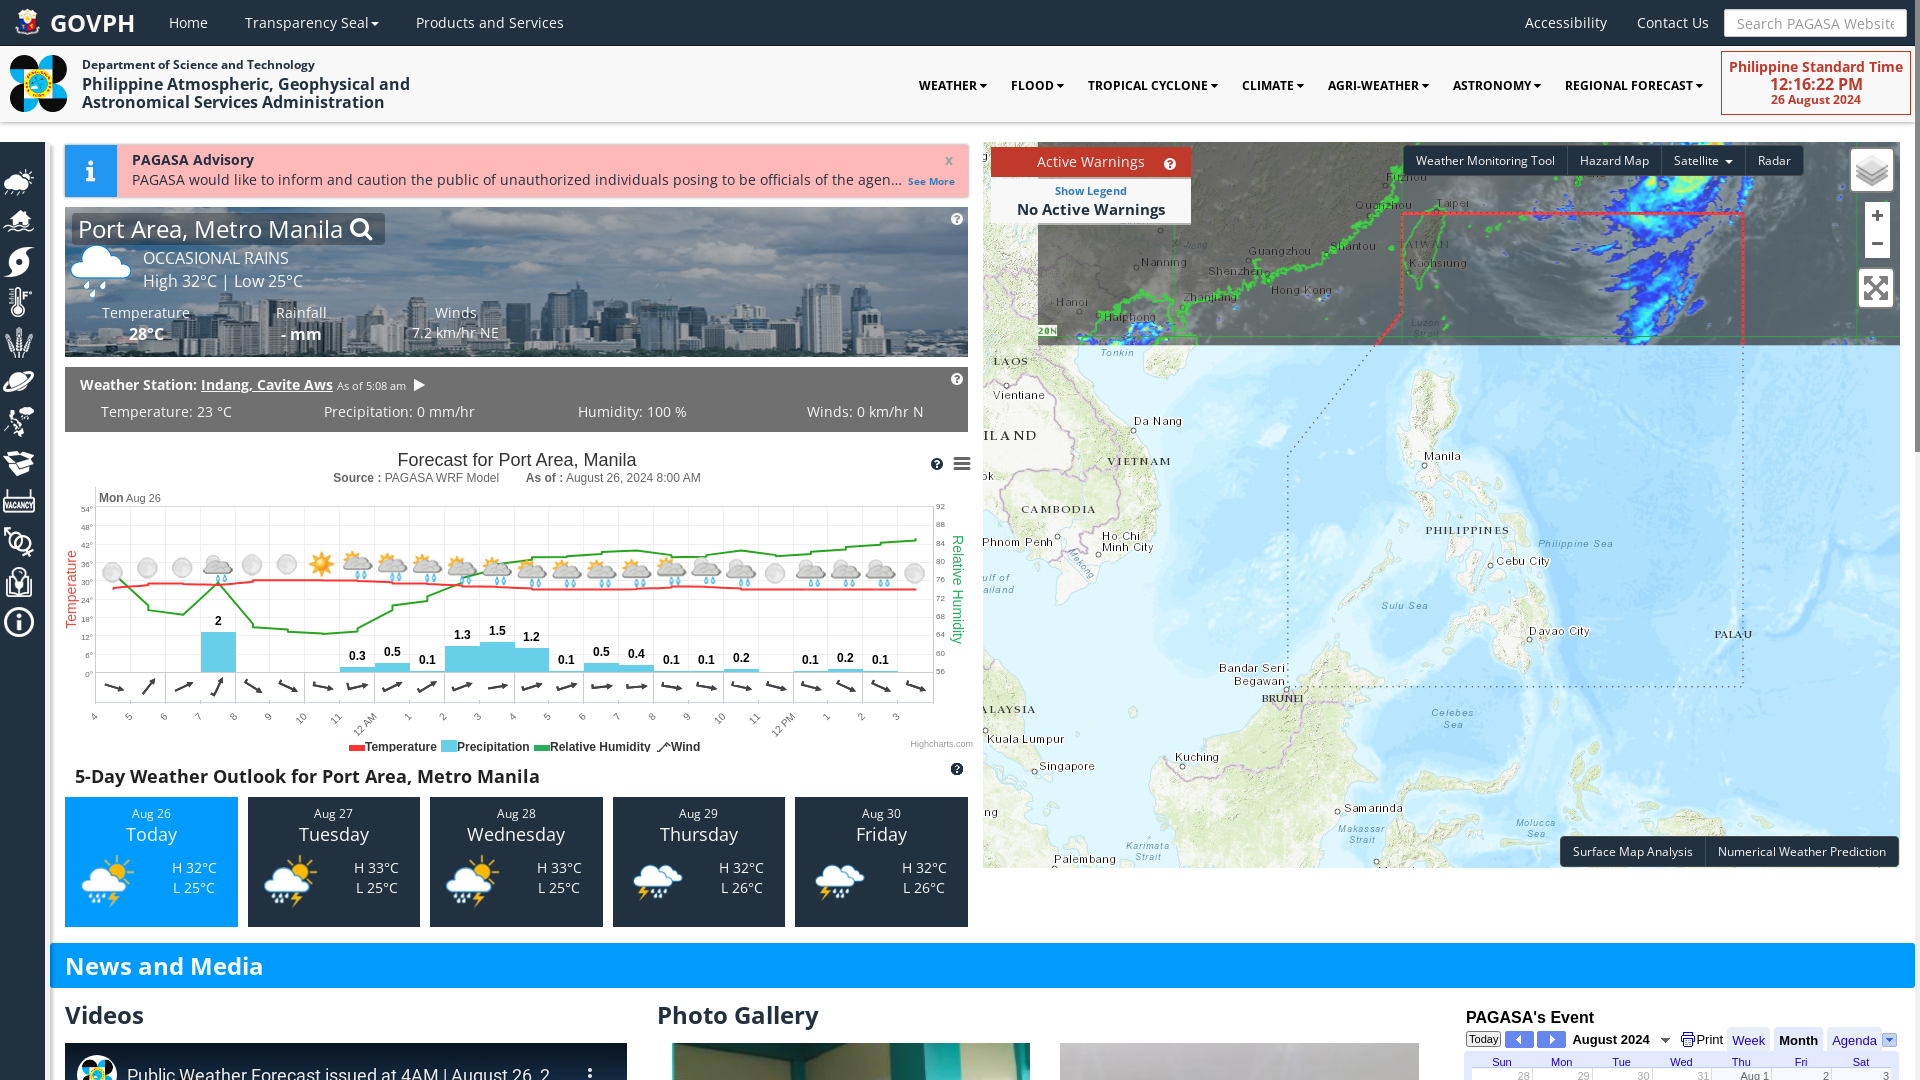 GOVPH
Home
Transparency Seal
Products and Services
Accessibility
Contact Us
Search PAGASA Website
Department of Science and Technology
Philippine Atmospheric, Geophysical and
Astronomical Services Administration
WEATHER
FLOOD
TROPICAL CYCLONE
CLIMATE
AGRI-WEATHER
ASTRONOMY
REGIONAL FORECAST
Philippine Standard Time
12:16:22 PM
26 August 2024
PAGASA Advisory
x
PAGASA would like to inform and caution the public of unauthorized individuals posing to be officials of the agen... See More
Port Area, Metro Manila
OCCASIONAL RAINS
High 32°C | Low 25°C
Temperature
28°C
Rainfall
- mm
Winds
7.2 km/hr NE
Weather Station: Indang, Cavite Aws As of 5:08 am
Temperature: 23 °C
Precipitation: 0 mm/hr
Humidity: 100 %
Winds: 0 km/hr N
Forecast for Port Area, Manila
Source : PAGASA WRF Model As of : August 26, 2024 8:00 AM
Mon Aug 26
54° 48° 42° 36° 30° 24° 18° 12° 6° 0°
Temperature
92 88 84 80 76 72 68 64 60 56
Relative Humidity
2 0.3 0.5 0.1 1.3 1.5 1.2 0.1 0.5 0.4 0.1 0.1 0.2 0.1 0.2 0.1
4 5 6 7 8 9 10 11 12 AM 1 2 3 4 5 6 7 8 9 10 11 12 PM 1 2 3
Temperature Precipitation Relative Humidity Wind
Highcharts.com
5-Day Weather Outlook for Port Area, Metro Manila
Aug 26
Today
H 32°C
L 25°C
Aug 27
Tuesday
H 33°C
L 25°C
Aug 28
Wednesday
H 33°C
L 25°C
Aug 29
Thursday
H 32°C
L 26°C
Aug 30
Friday
H 32°C
L 26°C
VACANCY
Active Warnings
Show Legend
No Active Warnings
Weather Monitoring Tool
Hazard Map
Satellite
Radar
+
−
Fuzhou
Quanzhou
Taipei
TAIWAN
Kaohsiung
Shantou
Guangzhou
Shenzhen
Hong Kong
Nanning
Zhanjiang
Hanoi
Haiphong
20N
Luzon
Strait
Tonkin
LAOS
Vientiane
Da Nang
ILAND
VIETNAM
Manila
CAMBODIA
PHILIPPINES
Phnom Penh
Ho Chi
Minh City
Mekong
Philippine Sea
Cebu City
ulf of
ailand
Sulu Sea
Davao City
PALAU
Bandar Seri
Begawan
BRUNEI
ALAYSIA
Celebes
Sea
Kuala Lumpur
Kuching
Singapore
ng
Samarinda
Makassar
Strait
Molucca
Sea
Karimata
Strait
Palembang
Surface Map Analysis
Numerical Weather Prediction
News and Media
Videos
Public Weather Forecast issued at 4AM | August 26, 2
Photo Gallery
PAGASA's Event
Today
August 2024
Print
Week
Month
Agenda
Sun Mon Tue Wed Thu Fri Sat
28 29 30 31 Aug 1 2 3